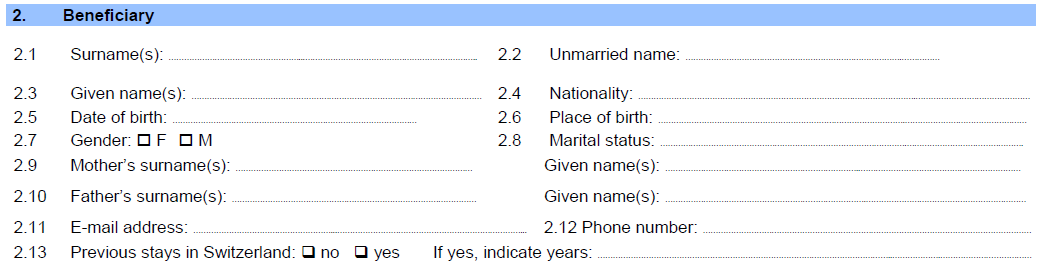 2. Beneficiary
2.1 Surname(s): 2.2 Unmarried name:
2.3 Given name(s): 2.4 Nationality:
2.5 Date of birth: 2.6 Place of birth:
2.7 Gender: ☐ F ☐ M 2.8 Marital status:
2.9 Mother's surname(s): Given name(s):
2.10 Father's surname(s): Given name(s):
2.11 E-mail address: 2.12 Phone number:
2.13 Previous stays in Switzerland: ☐ no ☐ yes If yes, indicate years: